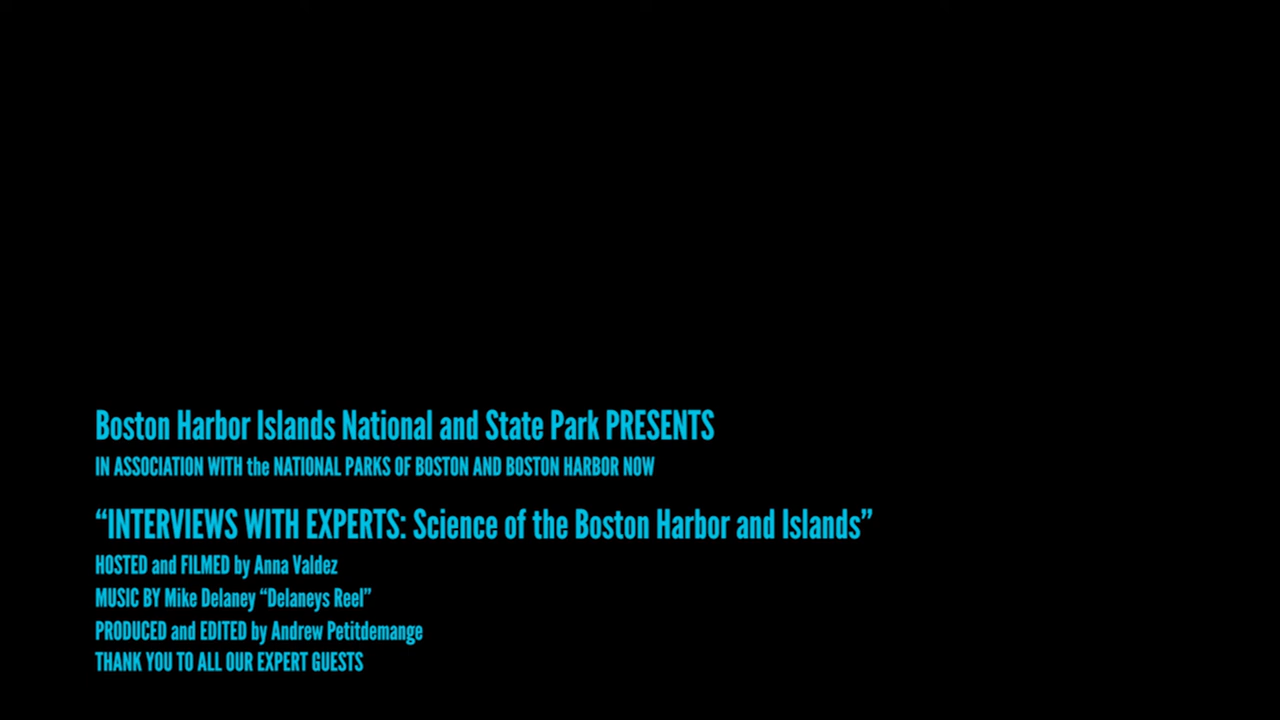 Boston Harbor Islands National and State Park PRESENTS
IN ASSOCIATION WITH the NATIONAL PARKS OF BOSTON AND BOSTON HARBOR NOW
“INTERVIEWS WITH EXPERTS: Science of the Boston Harbor and Islands”
HOSTED and FILMED by Anna Valdez
MUSIC BY Mike Delaney “Delaneys Reel”
PRODUCED and EDITED by Andrew Petitdemange
THANK YOU TO ALL OUR EXPERT GUESTS